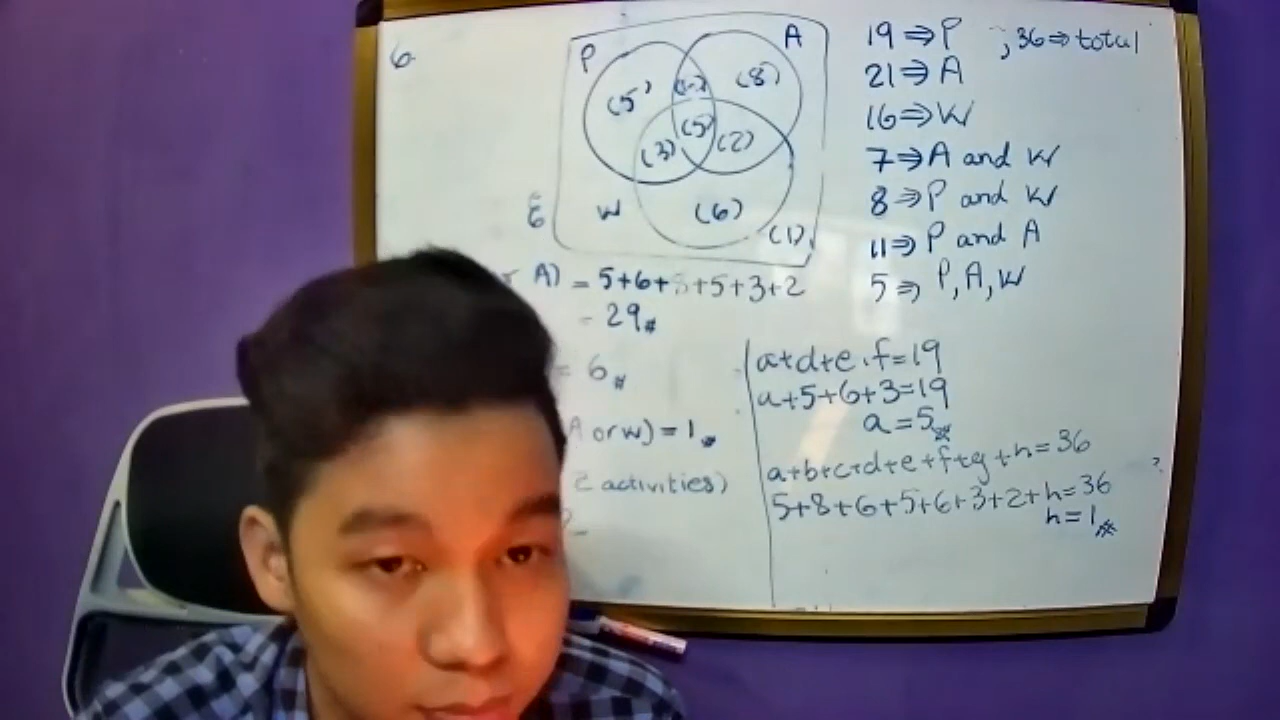 6.
P
A
(5)
(8)
(5)
(3)
(2)
W
(6)
(1)
19 ⇒ P , 36 ⇒ total
21 ⇒ A
16 ⇒ W
7 ⇒ A and W
8 ⇒ P and W
11 ⇒ P and A
5 ⇒ P, A, W
A) = 5+6+ +5+3+2
= 29
= 6
A or W) = 1
2 activities)
a+d+e+f=19
a+5+6+3=19
a=5
a+b+c+d+e+f+g+h=36
5+8+6+5+6+3+2+h=36
h=1